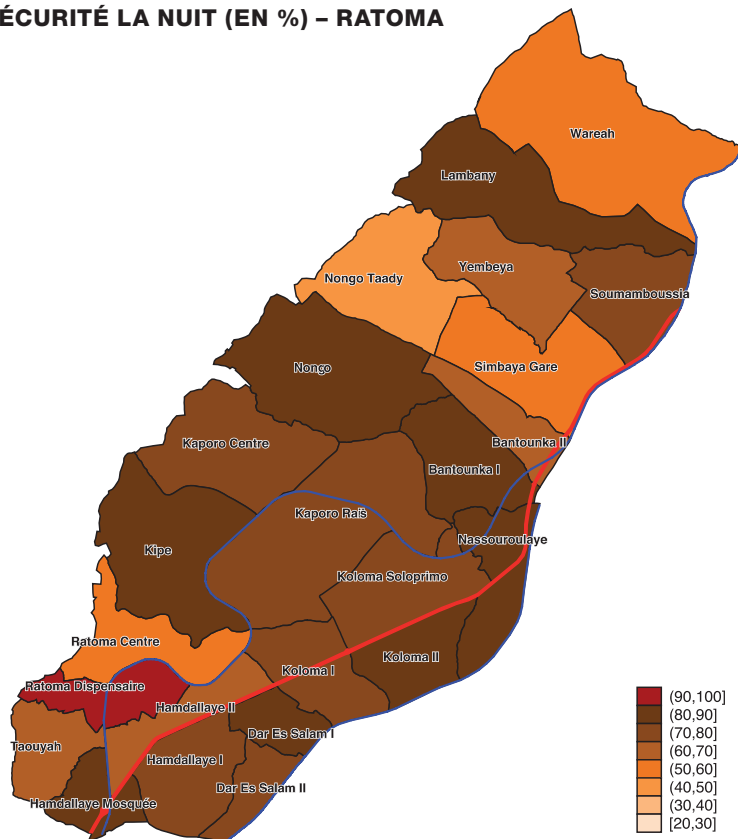 ÉCURITÉ LA NUIT (EN %) – RATOMA
Wareah
Lambany
Yembeya
Nongo Taady
Soumamboussia
Simbaya Gare
Nongo
Bantounka II
Kaporo Centre
Bantounka I
Kaporo Rais
Nassouroulaye
Kipe
Koloma Soloprimo
Ratoma Centre
Koloma II
Koloma I
Ratoma Dispensaire
Hamdallaye II
Dar Es Salam I
Taouyah
Hamdallaye I
Dar Es Salam II
Hamdallaye Mosquée
(90,100]
(80,90]
(70,80]
(60,70]
(50,60]
(40,50]
(30,40]
[20,30]